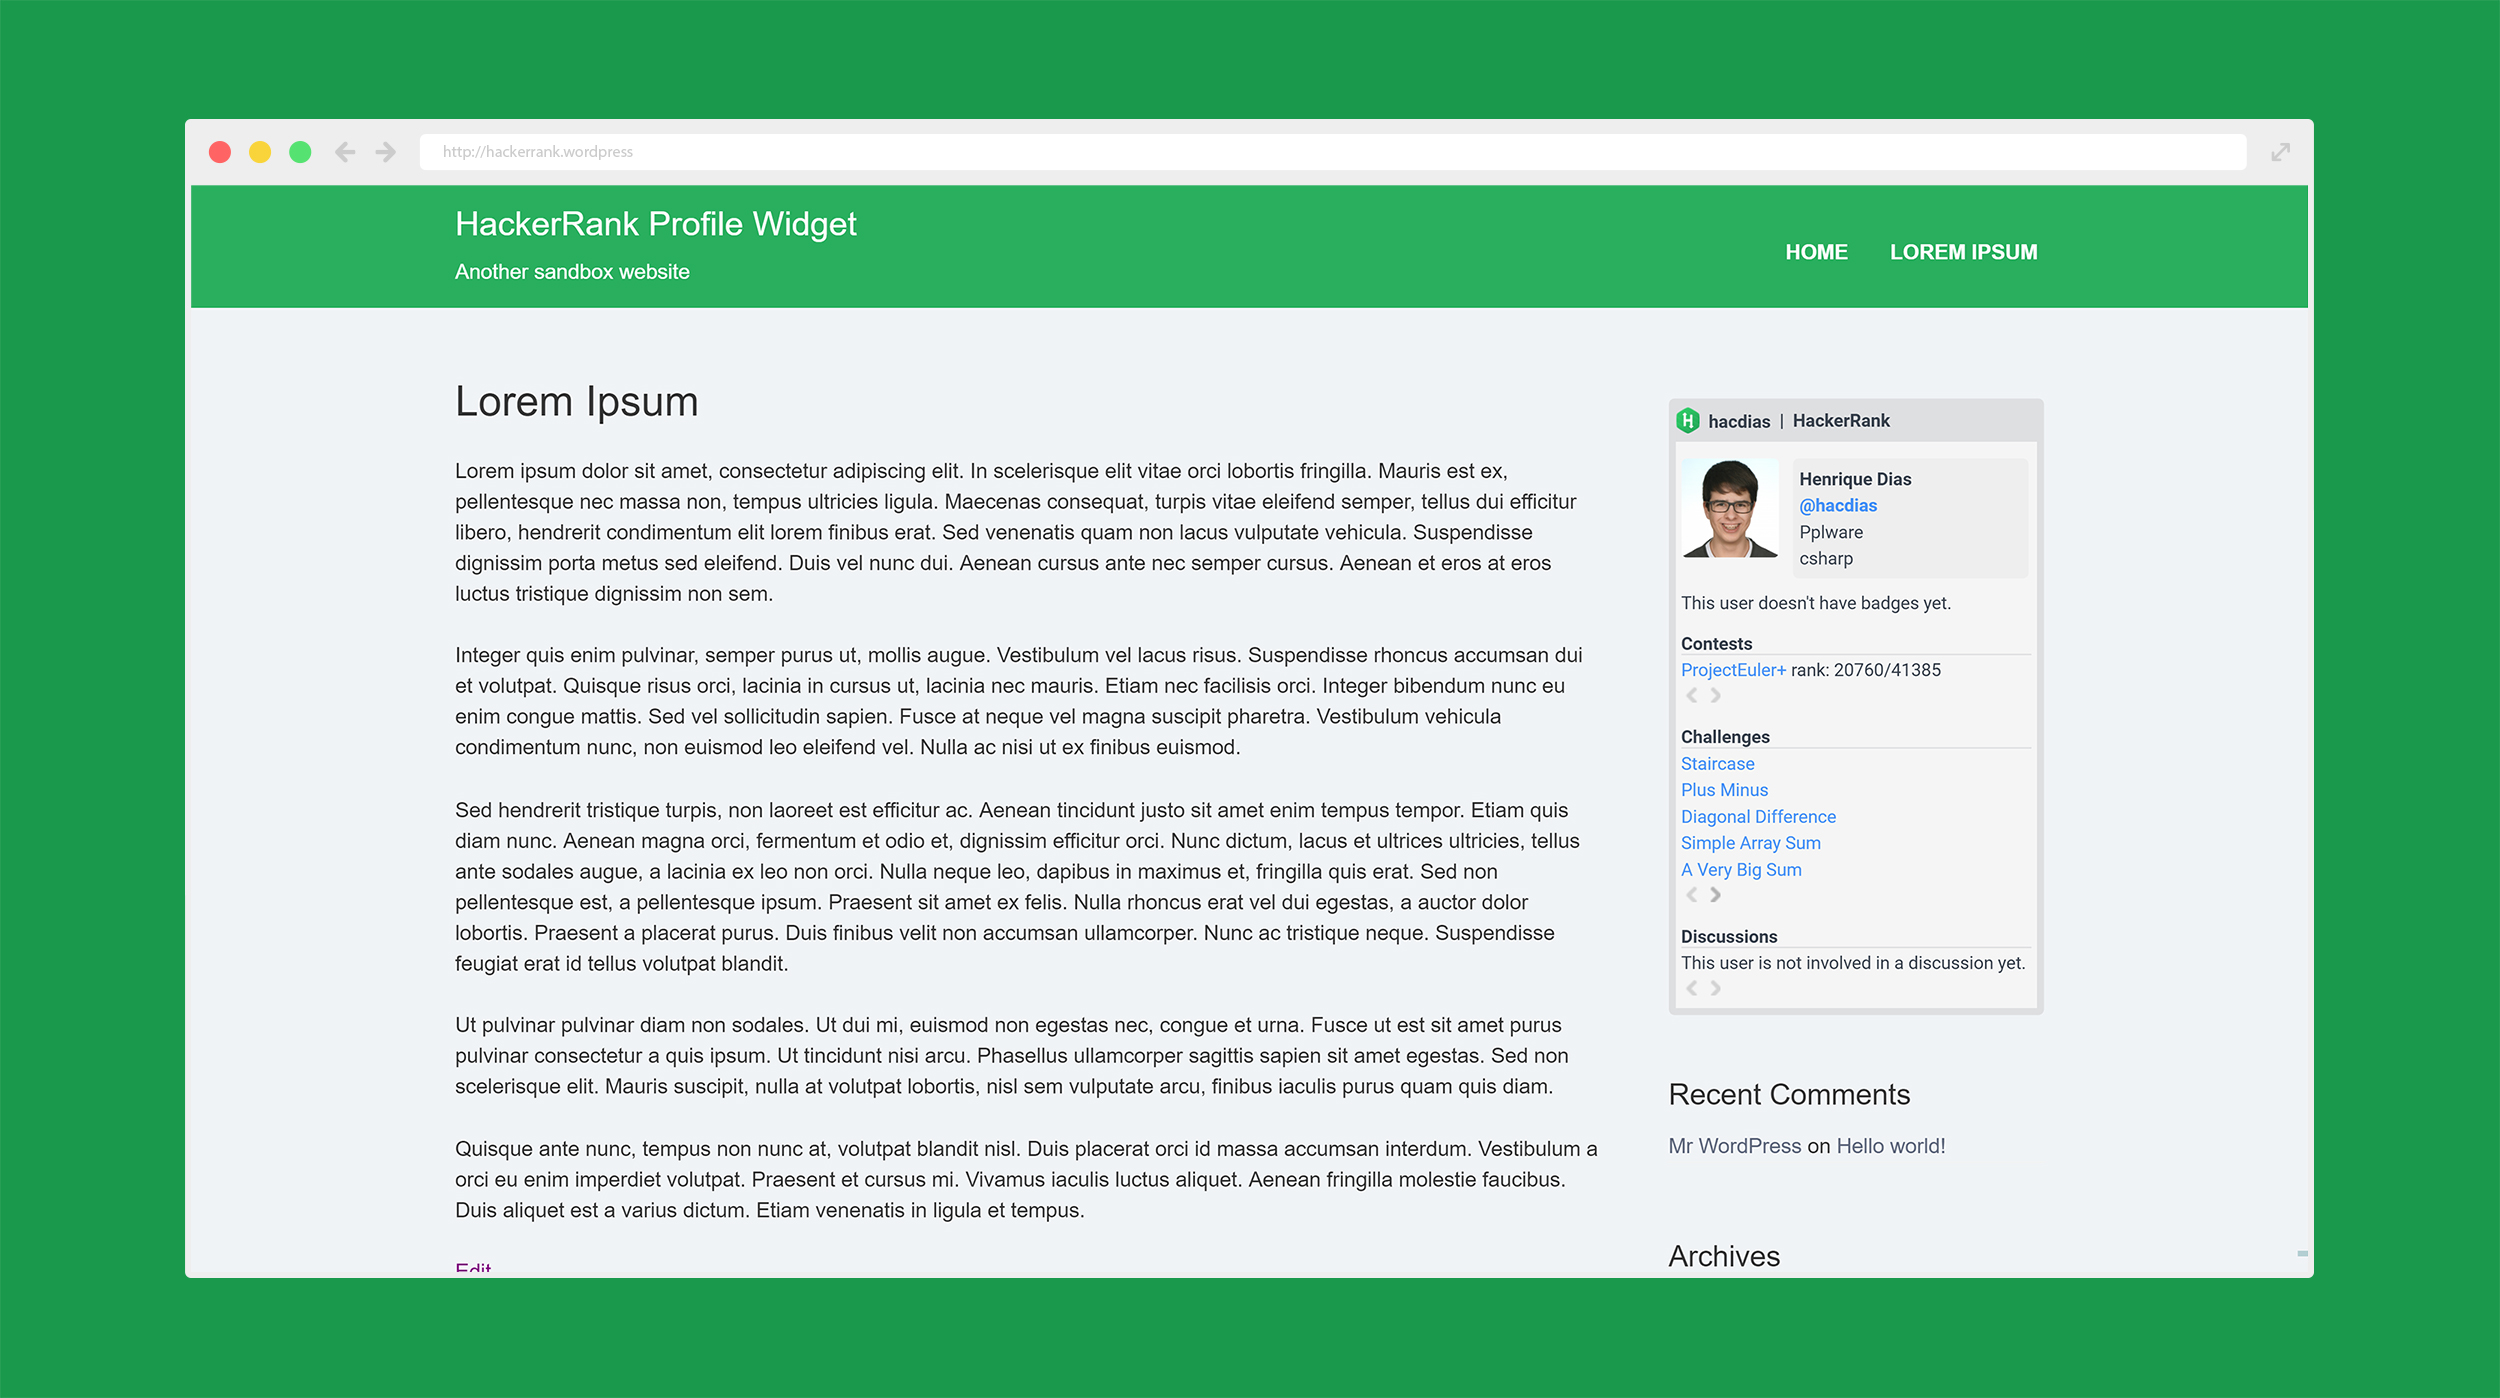 http://hackerrank.wordpress
HackerRank Profile Widget
Another sandbox website
HOME LOREM IPSUM
Lorem Ipsum
Lorem ipsum dolor sit amet, consectetur adipiscing elit. In scelerisque elit vitae orci lobortis fringilla. Mauris est ex,
pellentesque nec massa non, tempus ultricies ligula. Maecenas consequat, turpis vitae eleifend semper, tellus dui efficitur
libero, hendrerit condimentum elit lorem finibus erat. Sed venenatis quam non lacus vulputate vehicula. Suspendisse
dignissim porta metus sed eleifend. Duis vel nunc dui. Aenean cursus ante nec semper cursus. Aenean et eros at eros
luctus tristique dignissim non sem.
Integer quis enim pulvinar, semper purus ut, mollis augue. Vestibulum vel lacus risus. Suspendisse rhoncus accumsan dui
et volutpat. Quisque risus orci, lacinia in cursus ut, lacinia nec mauris. Etiam nec facilisis orci. Integer bibendum nunc eu
enim congue mattis. Sed vel sollicitudin sapien. Fusce at neque vel magna suscipit pharetra. Vestibulum vehicula
condimentum nunc, non euismod leo eleifend vel. Nulla ac nisi ut ex finibus euismod.
Sed hendrerit tristique turpis, non laoreet est efficitur ac. Aenean tincidunt justo sit amet enim tempus tempor. Etiam quis
diam nunc. Aenean magna orci, fermentum et odio et, dignissim efficitur orci. Nunc dictum, lacus et ultrices ultricies, tellus
ante sodales augue, a lacinia ex leo non orci. Nulla neque leo, dapibus in maximus et, fringilla quis erat. Sed non
pellentesque est, a pellentesque ipsum. Praesent sit amet ex felis. Nulla rhoncus erat vel dui egestas, a auctor dolor
lobortis. Praesent a placerat purus. Duis finibus velit non accumsan ullamcorper. Nunc ac tristique neque. Suspendisse
feugiat erat id tellus volutpat blandit.
Ut pulvinar pulvinar diam non sodales. Ut dui mi, euismod non egestas nec, congue et urna. Fusce ut est sit amet purus
pulvinar consectetur a quis ipsum. Ut tincidunt nisi arcu. Phasellus ullamcorper sagittis sapien sit amet egestas. Sed non
scelerisque elit. Mauris suscipit, nulla at volutpat lobortis, nisl sem vulputate arcu, finibus iaculis purus quam quis diam.
Quisque ante nunc, tempus non nunc at, volutpat blandit nisl. Duis placerat orci id massa accumsan interdum. Vestibulum a
orci eu enim imperdiet volutpat. Praesent et cursus mi. Vivamus iaculis luctus aliquet. Aenean fringilla molestie faucibus.
Duis aliquet est a varius dictum. Etiam venenatis in ligula et tempus.
Edit
H hacdias | HackerRank
Henrique Dias
@hacdias
Pplware
csharp
This user doesn't have badges yet.
Contests
ProjectEuler+ rank: 20760/41385
Challenges
Staircase
Plus Minus
Diagonal Difference
Simple Array Sum
A Very Big Sum
Discussions
This user is not involved in a discussion yet.
Recent Comments
Mr WordPress on Hello world!
Archives